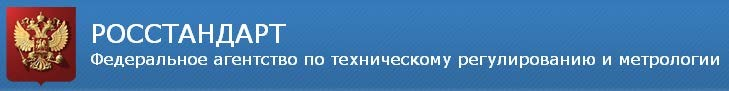 РОССТАНДАРТ
Федеральное агентство по техническому регулированию и метрологии